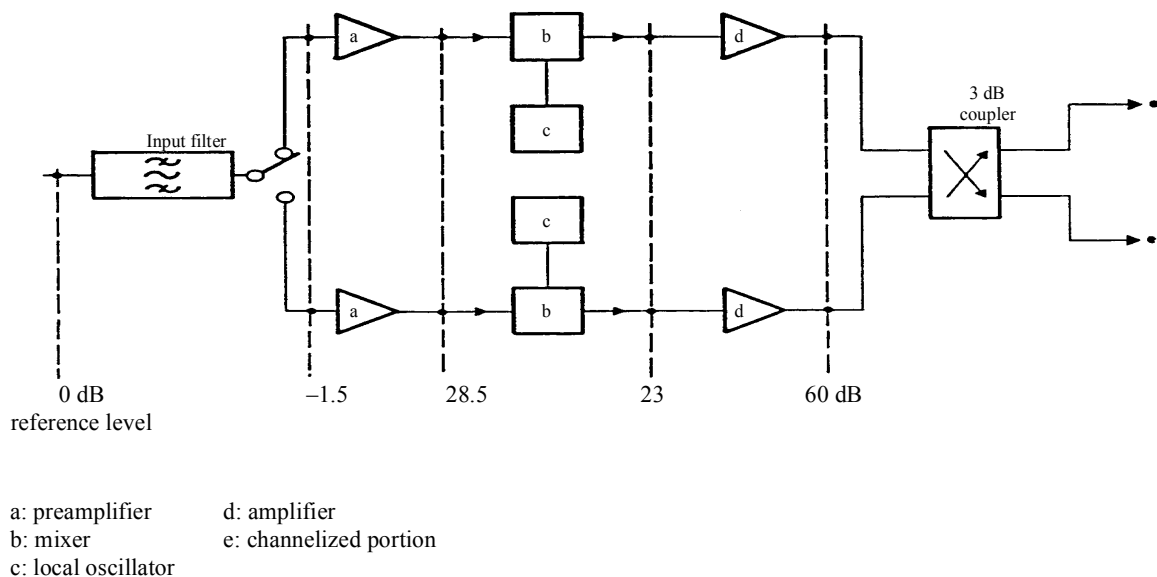 a
b
d
3 dB
coupler
c
Input filter
c
a
b
d
0 dB
−1.5
28.5
23
60 dB
reference level
a: preamplifier
d: amplifier
b: mixer
e: channelized portion
c: local oscillator